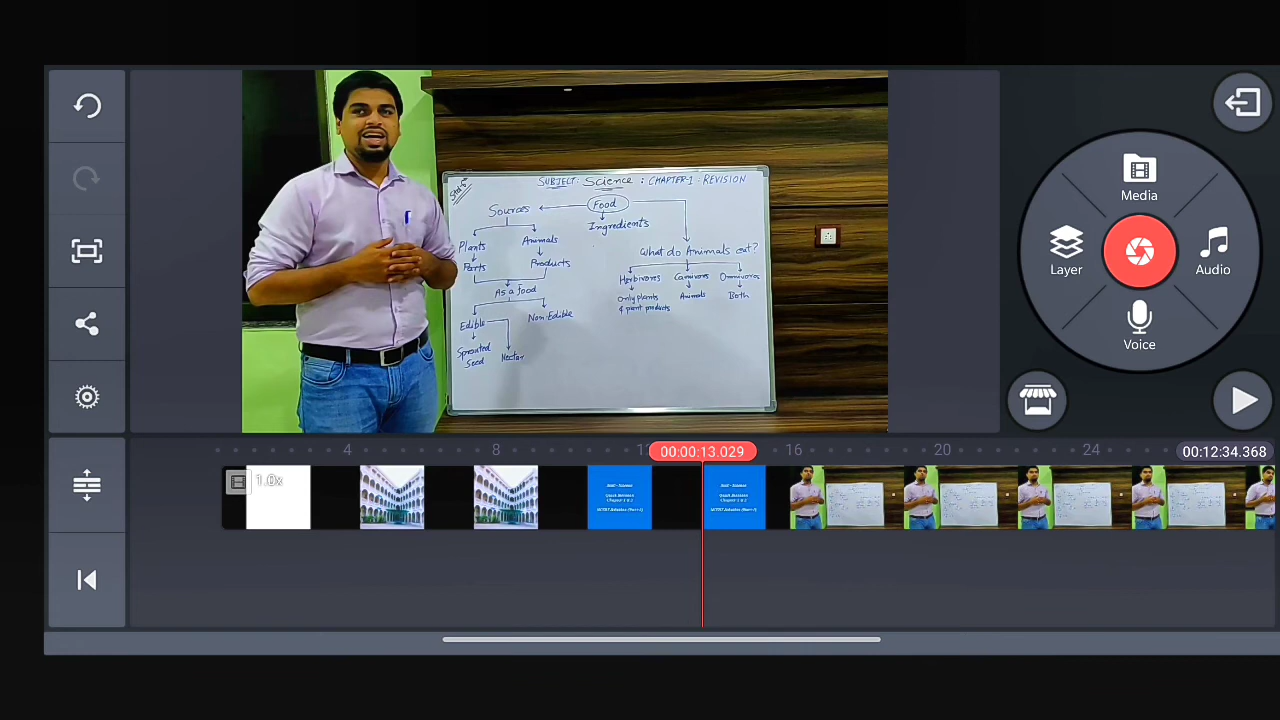 Media
Layer
Audio
Voice
Std:5
SUBJECT: Science : CHAPTER-1 REVISION
Food
Sources
Ingredients
Plants
Animals
What do Animals eat?
Parts
Products
Herbivores
Carnivores
Omnivores
As a food
Only plants
& plant products
Animals
Both
Edible
Non-Edible
Sprouted
Seed
Nectar
4
8
00:00:13.029
16
20
24
00:12:34.368
1.0x